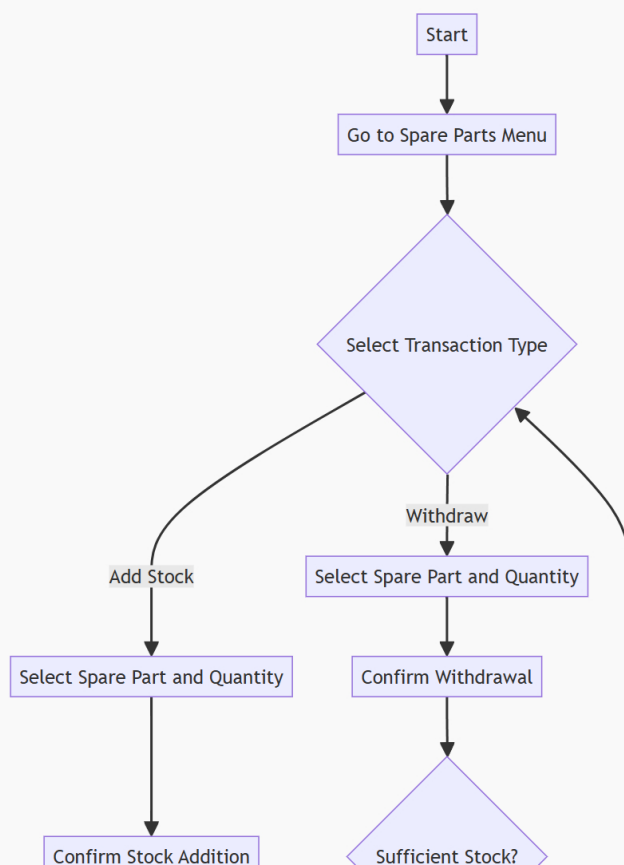 Start
Go to Spare Parts Menu
Select Transaction Type
Withdraw
Add Stock
Select Spare Part and Quantity
Select Spare Part and Quantity
Confirm Withdrawal
Confirm Stock Addition
Sufficient Stock?